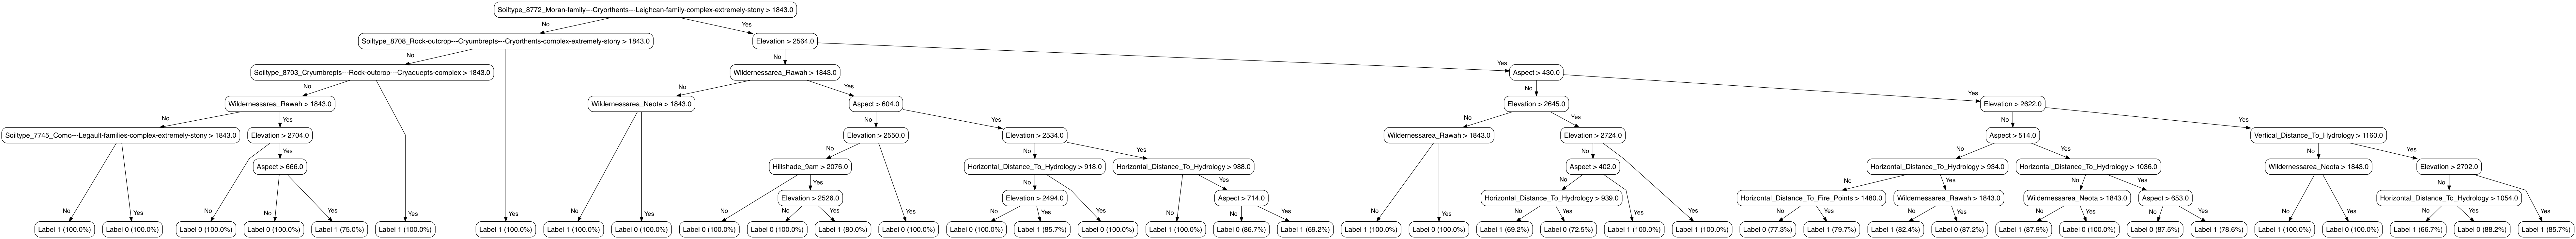 Soiltype_8772_Moran-family---Cryorthents---Leighcan-family-complex-extremely-stony > 1843.0
No
Yes
Soiltype_8708_Rock-outcrop---Cryumbrepts---Cryorthents-complex-extremely-stony > 1843.0
Elevation > 2564.0
No
Yes
No
Yes
Soiltype_8703_Cryumbrepts---Rock-outcrop---Cryaquepts-complex > 1843.0
Wildernessarea_Rawah > 1843.0
Aspect > 430.0
No
Yes
No
Yes
No
Yes
Wildernessarea_Rawah > 1843.0
Wildernessarea_Neota > 1843.0
Aspect > 604.0
Elevation > 2645.0
Elevation > 2622.0
No
Yes
No
Yes
No
Yes
No
Yes
No
Yes
Soiltype_7745_Como---Legault-families-complex-extremely-stony > 1843.0
Elevation > 2704.0
Elevation > 2550.0
Elevation > 2534.0
Wildernessarea_Rawah > 1843.0
Elevation > 2724.0
Aspect > 514.0
Vertical_Distance_To_Hydrology > 1160.0
No
Yes
No
Yes
No
Yes
No
Yes
No
Yes
No
Yes
No
Yes
No
Yes
Aspect > 666.0
Hillshade_9am > 2076.0
Horizontal_Distance_To_Hydrology > 918.0
Horizontal_Distance_To_Hydrology > 988.0
Aspect > 402.0
Horizontal_Distance_To_Hydrology > 934.0
Horizontal_Distance_To_Hydrology > 1036.0
Wildernessarea_Neota > 1843.0
Elevation > 2702.0
No
Yes
No
Yes
No
Yes
No
Yes
No
Yes
No
Yes
No
Yes
No
Yes
No
Yes
Elevation > 2526.0
Elevation > 2494.0
Aspect > 714.0
Horizontal_Distance_To_Hydrology > 939.0
Horizontal_Distance_To_Fire_Points > 1480.0
Wildernessarea_Rawah > 1843.0
Wildernessarea_Neota > 1843.0
Aspect > 653.0
Horizontal_Distance_To_Hydrology > 1054.0
No
Yes
No
Yes
No
Yes
No
Yes
No
Yes
No
Yes
No
Yes
No
Yes
No
Yes
Label 1 (100.0%)
Label 0 (100.0%)
Label 0 (100.0%)
Label 0 (100.0%)
Label 1 (75.0%)
Label 1 (100.0%)
Label 1 (100.0%)
Label 1 (100.0%)
Label 0 (100.0%)
Label 0 (100.0%)
Label 0 (100.0%)
Label 1 (80.0%)
Label 0 (100.0%)
Label 0 (100.0%)
Label 1 (85.7%)
Label 0 (100.0%)
Label 1 (100.0%)
Label 0 (86.7%)
Label 1 (69.2%)
Label 1 (100.0%)
Label 0 (100.0%)
Label 1 (69.2%)
Label 0 (72.5%)
Label 1 (100.0%)
Label 1 (100.0%)
Label 0 (77.3%)
Label 1 (79.7%)
Label 1 (82.4%)
Label 0 (87.2%)
Label 1 (87.9%)
Label 0 (100.0%)
Label 0 (87.5%)
Label 1 (78.6%)
Label 1 (100.0%)
Label 0 (100.0%)
Label 1 (66.7%)
Label 0 (88.2%)
Label 1 (85.7%)